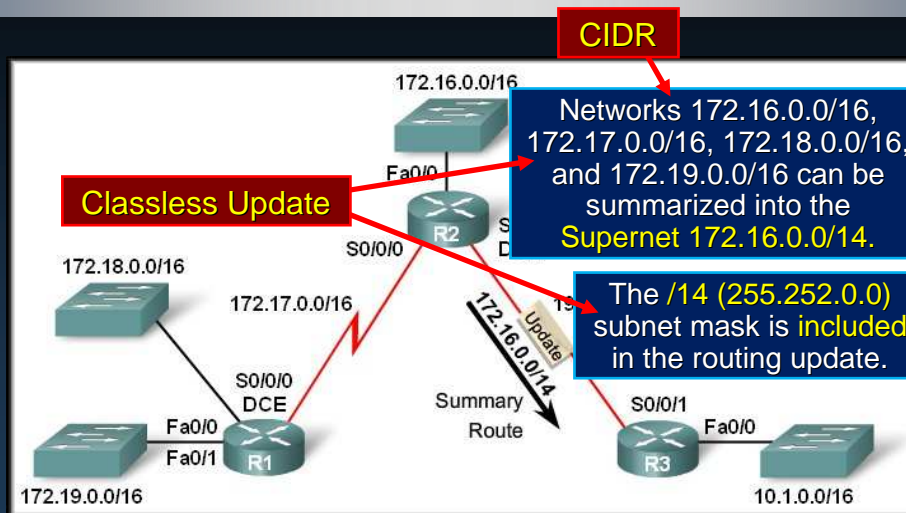 CIDR
172.16.0.0/16
Networks 172.16.0.0/16,
172.17.0.0/16, 172.18.0.0/16,
and 172.19.0.0/16 can be
summarized into the
Supernet 172.16.0.0/14.
Fa0/0
Classless Update
R2
S0/0/0
172.18.0.0/16
The /14 (255.252.0.0)
subnet mask is included
in the routing update.
172.17.0.0/16
Update
172.16.0.0/14
S0/0/0
DCE
Summary
Route
S0/0/1
Fa0/0
Fa0/0
Fa0/1
R1
R3
172.19.0.0/16
10.1.0.0/16